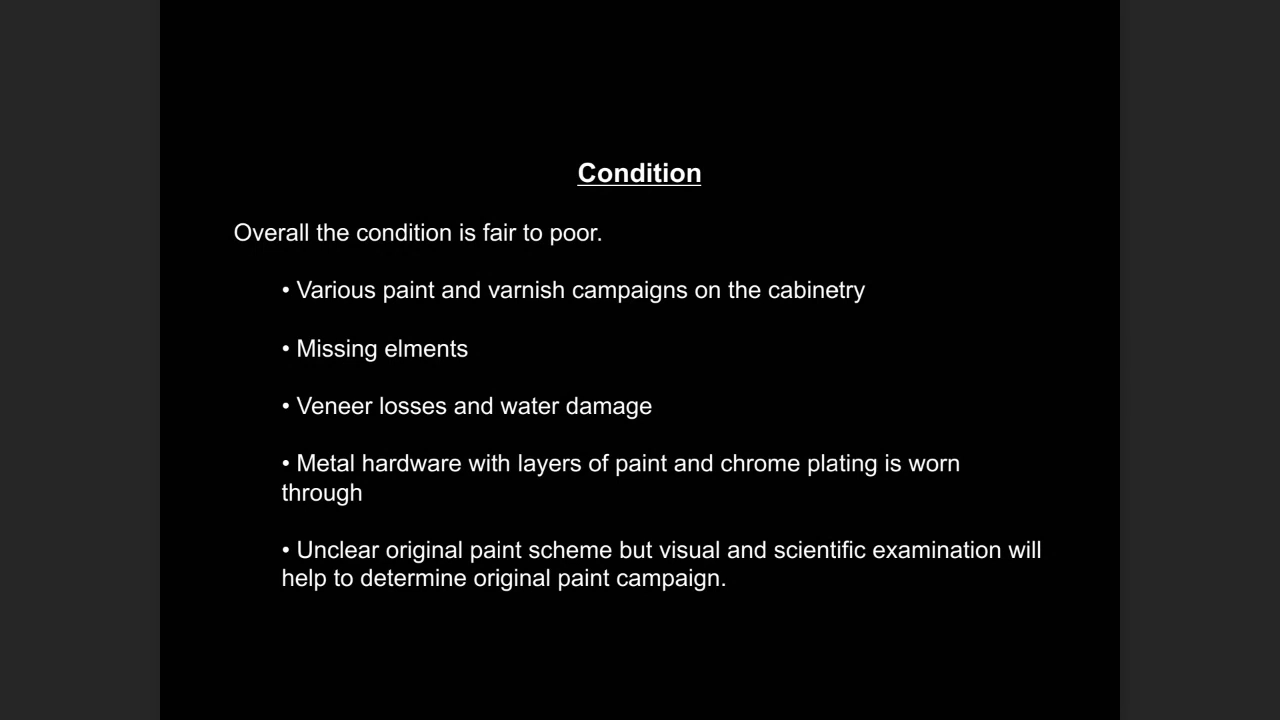 Condition
Overall the condition is fair to poor.
• Various paint and varnish campaigns on the cabinetry
• Missing elments
• Veneer losses and water damage
• Metal hardware with layers of paint and chrome plating is worn
through
• Unclear original paint scheme but visual and scientific examination will
help to determine original paint campaign.